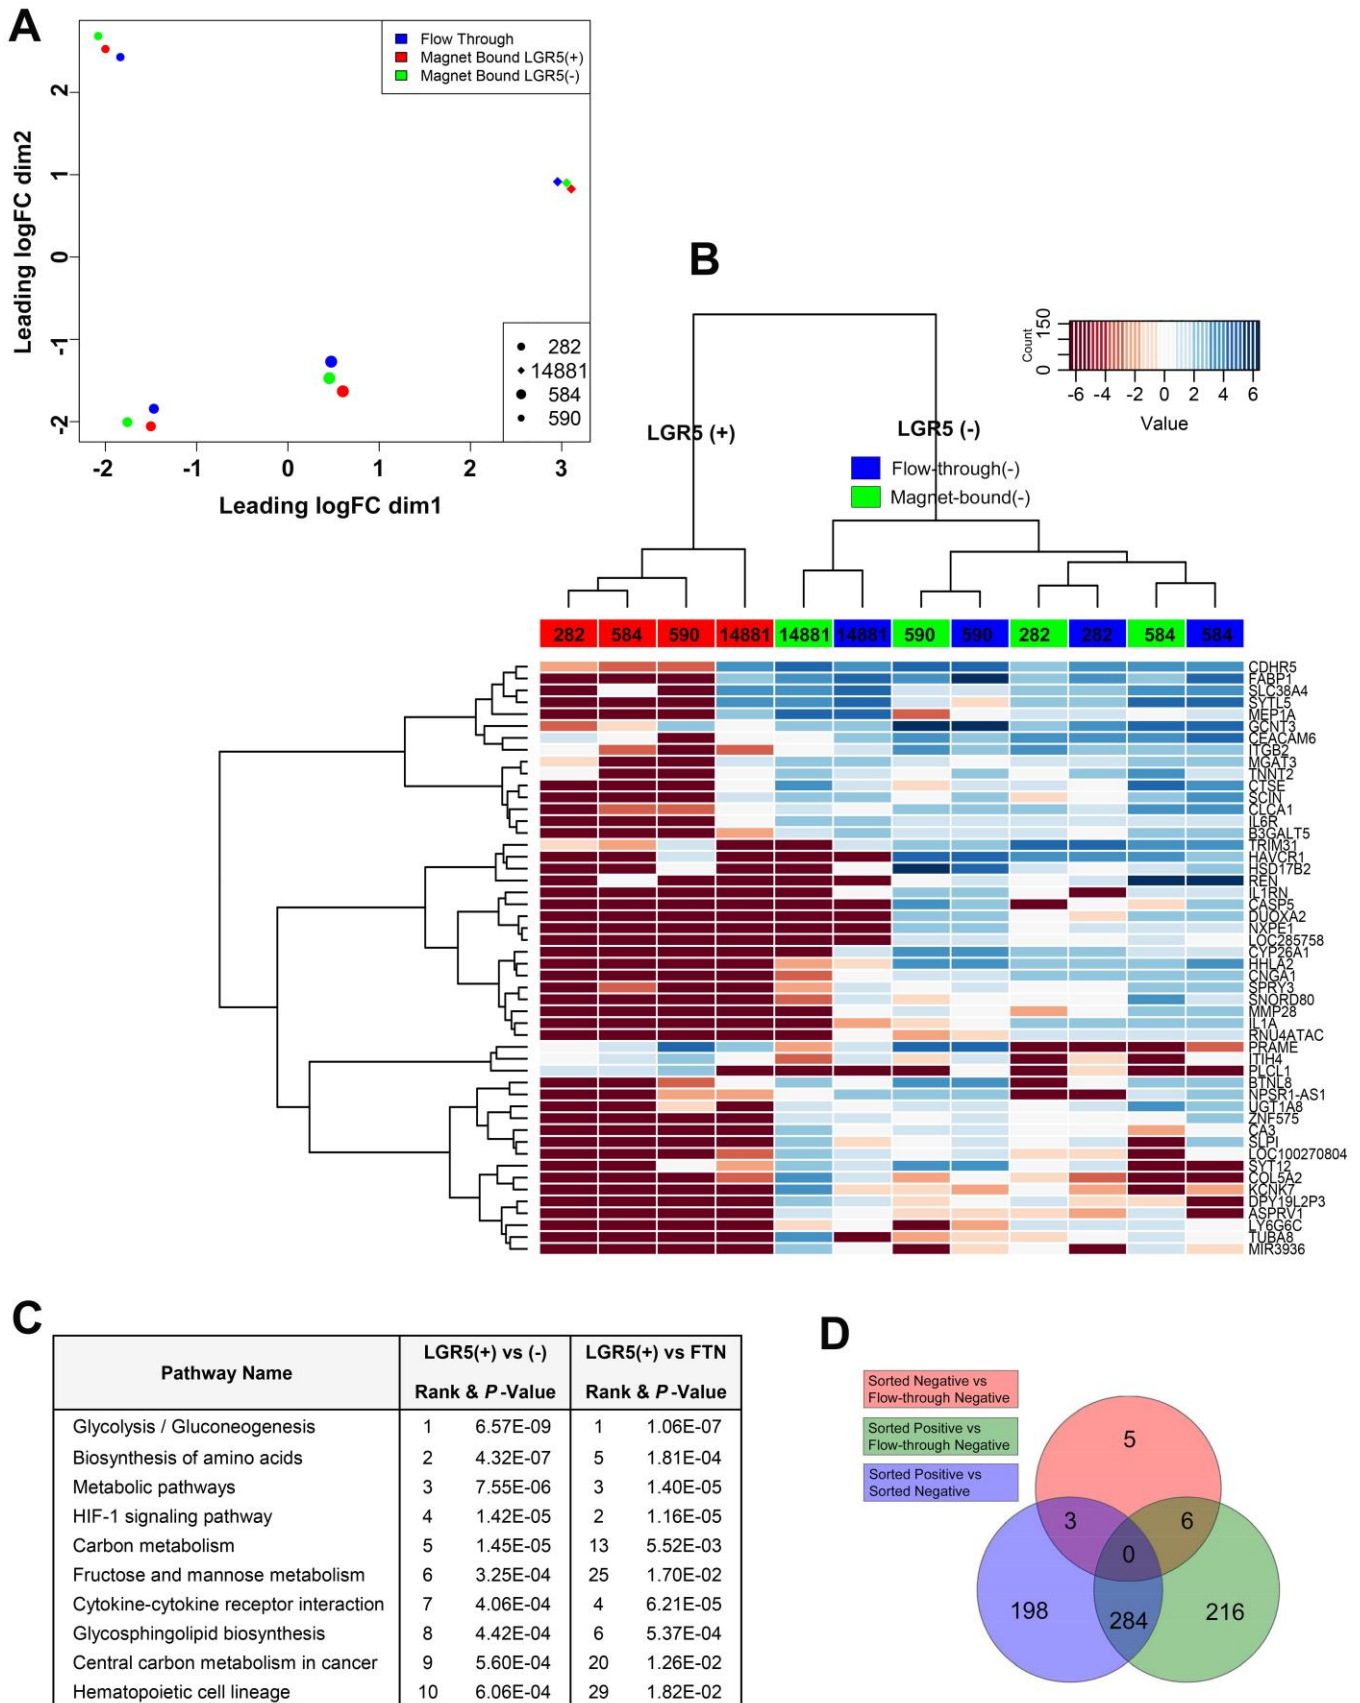 A
Flow Through
Magnet Bound LGR5(+)
Magnet Bound LGR5(-)
2
1
0
-1
-2
Leading logFC dim2
282
14881
584
590
-2 -1 0 1 2 3
Leading logFC dim1
B
150
0
Count
-6 -4 -2 0 2 4 6
Value
LGR5 (+)
LGR5 (-)
Flow-through(-)
Magnet-bound(-)
282 584 590 14881 14881 14881 590 590 282 282 584 584
CDHR5
FABP1
SLC38A4
SYTL5
MEP1A
GCNT3
CEACAM6
ITGB2
MGAT3
TNNT2
CTSE
SCIN
CLCA1
IL6R
B3GALT5
TRIM31
HAVCR1
HSD17B2
REN
IL1RN
CASP5
DUOXA2
NXPE1
LOC285758
CYP26A1
HHLA2
CNGA1
SPRY3
SNORD80
MMP28
IL1A
RNU4ATAC
PRAME
ITIH4
PLCL1
BTNL8
NPSR1-AS1
UGT1A8
ZNF575
CA3
SLPI
LOC100270804
SYT12
COL5A2
KCNK7
DPY19L2P3
ASPRV1
LY6G6C
TUBA8
MIR3936
C
Pathway Name
LGR5(+) vs (-)
LGR5(+) vs FTN
Rank & P -Value
Rank & P -Value
Glycolysis / Gluconeogenesis 1 6.57E-09 1 1.06E-07
Biosynthesis of amino acids 2 4.32E-07 5 1.81E-04
Metabolic pathways 3 7.55E-06 3 1.40E-05
HIF-1 signaling pathway 4 1.42E-05 2 1.16E-05
Carbon metabolism 5 1.45E-05 13 5.52E-03
Fructose and mannose metabolism 6 3.25E-04 25 1.70E-02
Cytokine-cytokine receptor interaction 7 4.06E-04 4 6.21E-05
Glycosphingolipid biosynthesis 8 4.42E-04 6 5.37E-04
Central carbon metabolism in cancer 9 5.60E-04 20 1.26E-02
Hematopoietic cell lineage 10 6.06E-04 29 1.82E-02
D
Sorted Negative vs
Flow-through Negative
Sorted Positive vs
Flow-through Negative
Sorted Positive vs
Sorted Negative
5
3
6
0
198
284
216